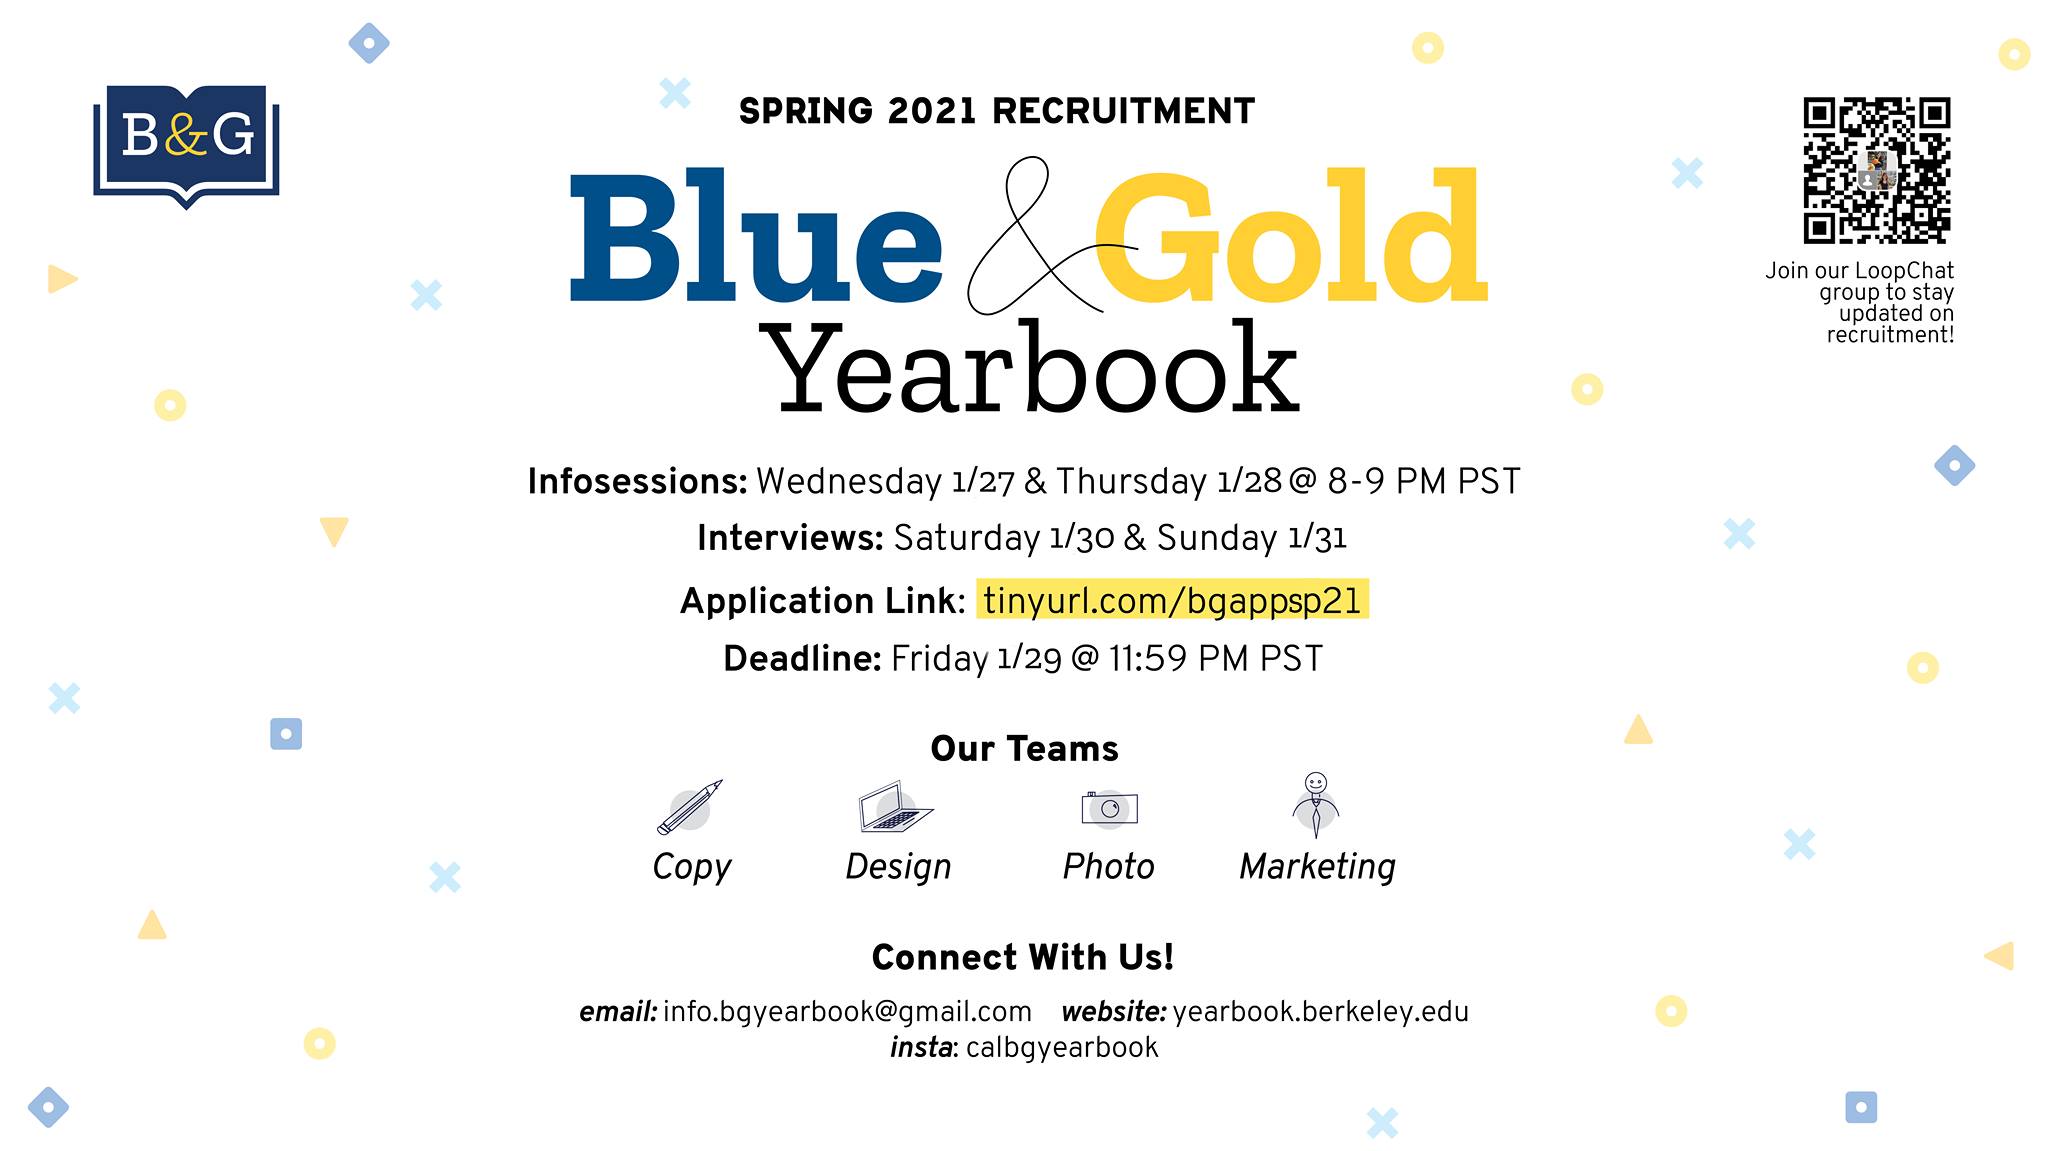 B&G
SPRING 2021 RECRUITMENT
Blue & Gold
Yearbook
Join our LoopChat
group to stay
updated on
recruitment!
Infosessions: Wednesday 1/27 & Thursday 1/28 @ 8-9 PM PST
Interviews: Saturday 1/30 & Sunday 1/31
Application Link: tinyurl.com/bgappsp21
Deadline: Friday 1/29 @ 11:59 PM PST
Our Teams
Copy Design Photo Marketing
Connect With Us!
email: info.bgyearbook@gmail.com website: yearbook.berkeley.edu
insta: calbgyearbook